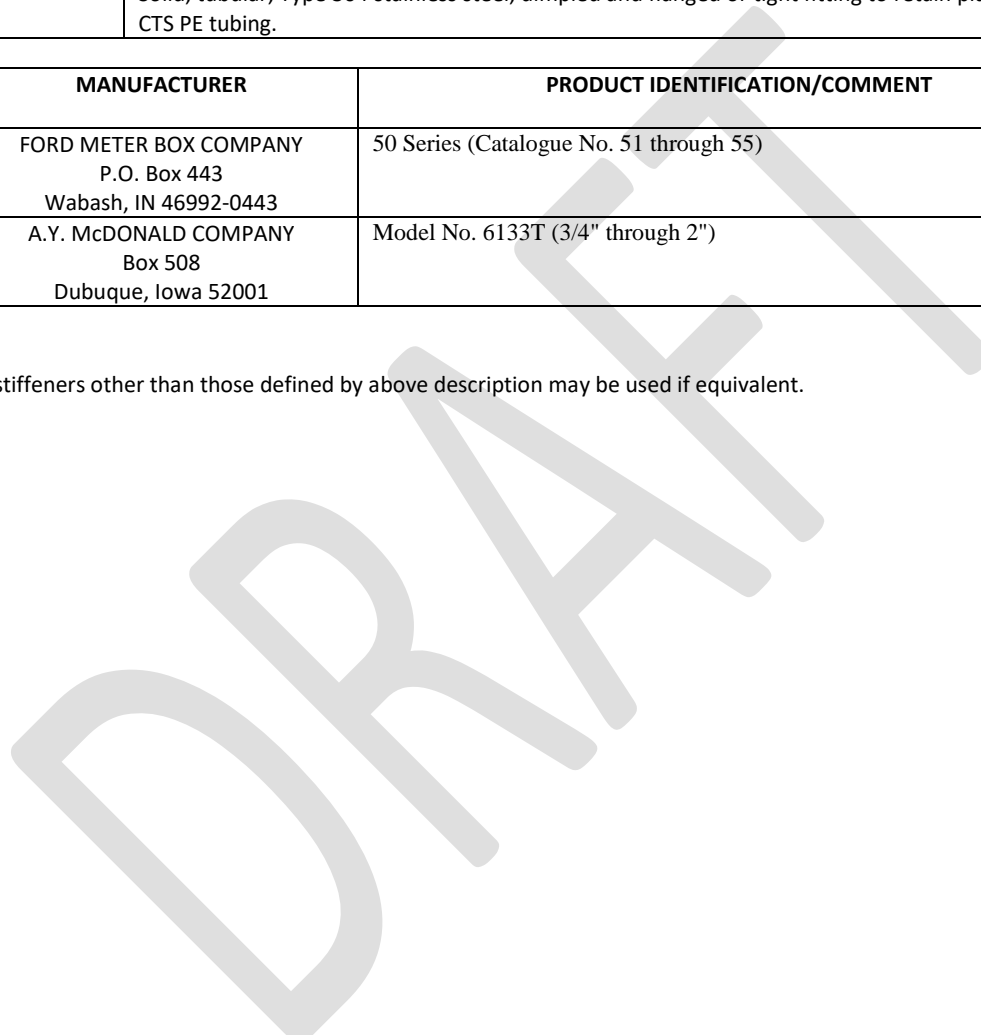 CTS PE tubing.
MANUFACTURER PRODUCT IDENTIFICATION/COMMENT
FORD METER BOX COMPANY 50 Series (Catalogue No. 51 through 55)
P.O. Box 443
Wabash, IN 46992-0443
A.Y. McDONALD COMPANY Model No. 6133T (3/4" through 2")
Box 508
Dubuque, Iowa 52001
stiffeners other than those defined by above description may be used if equivalent.
DRAFT